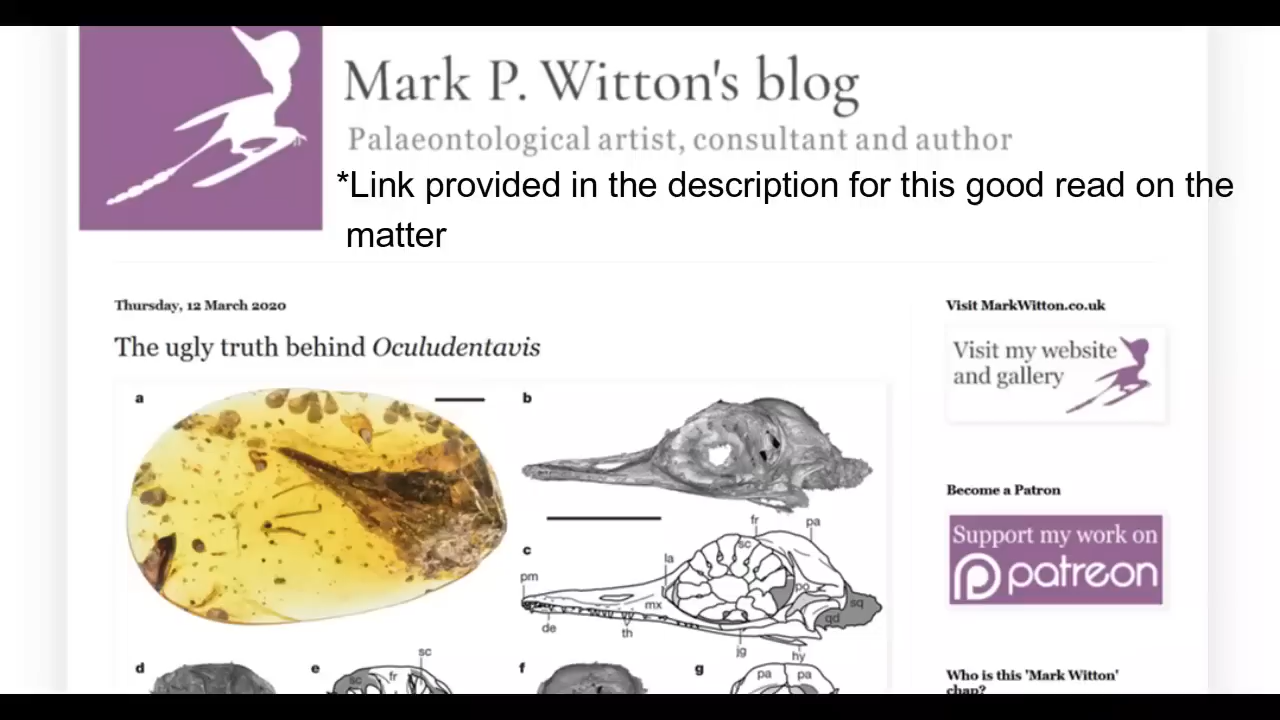 Mark P. Witton's blog
Palaeontological artist, consultant and author
*Link provided in the description for this good read on the
matter
Thursday, 12 March 2020
The ugly truth behind Oculudentavis
a
b
c
fr
pa
sc
la
pm
po
mx
sq
qd
de
th
jg
hy
d
e
sc
sc
fr
f
g
pa
pa
Visit MarkWitton.co.uk
Visit my website
and gallery
Become a Patron
Support my work on
patreon
Who is this 'Mark Witton'
chap?